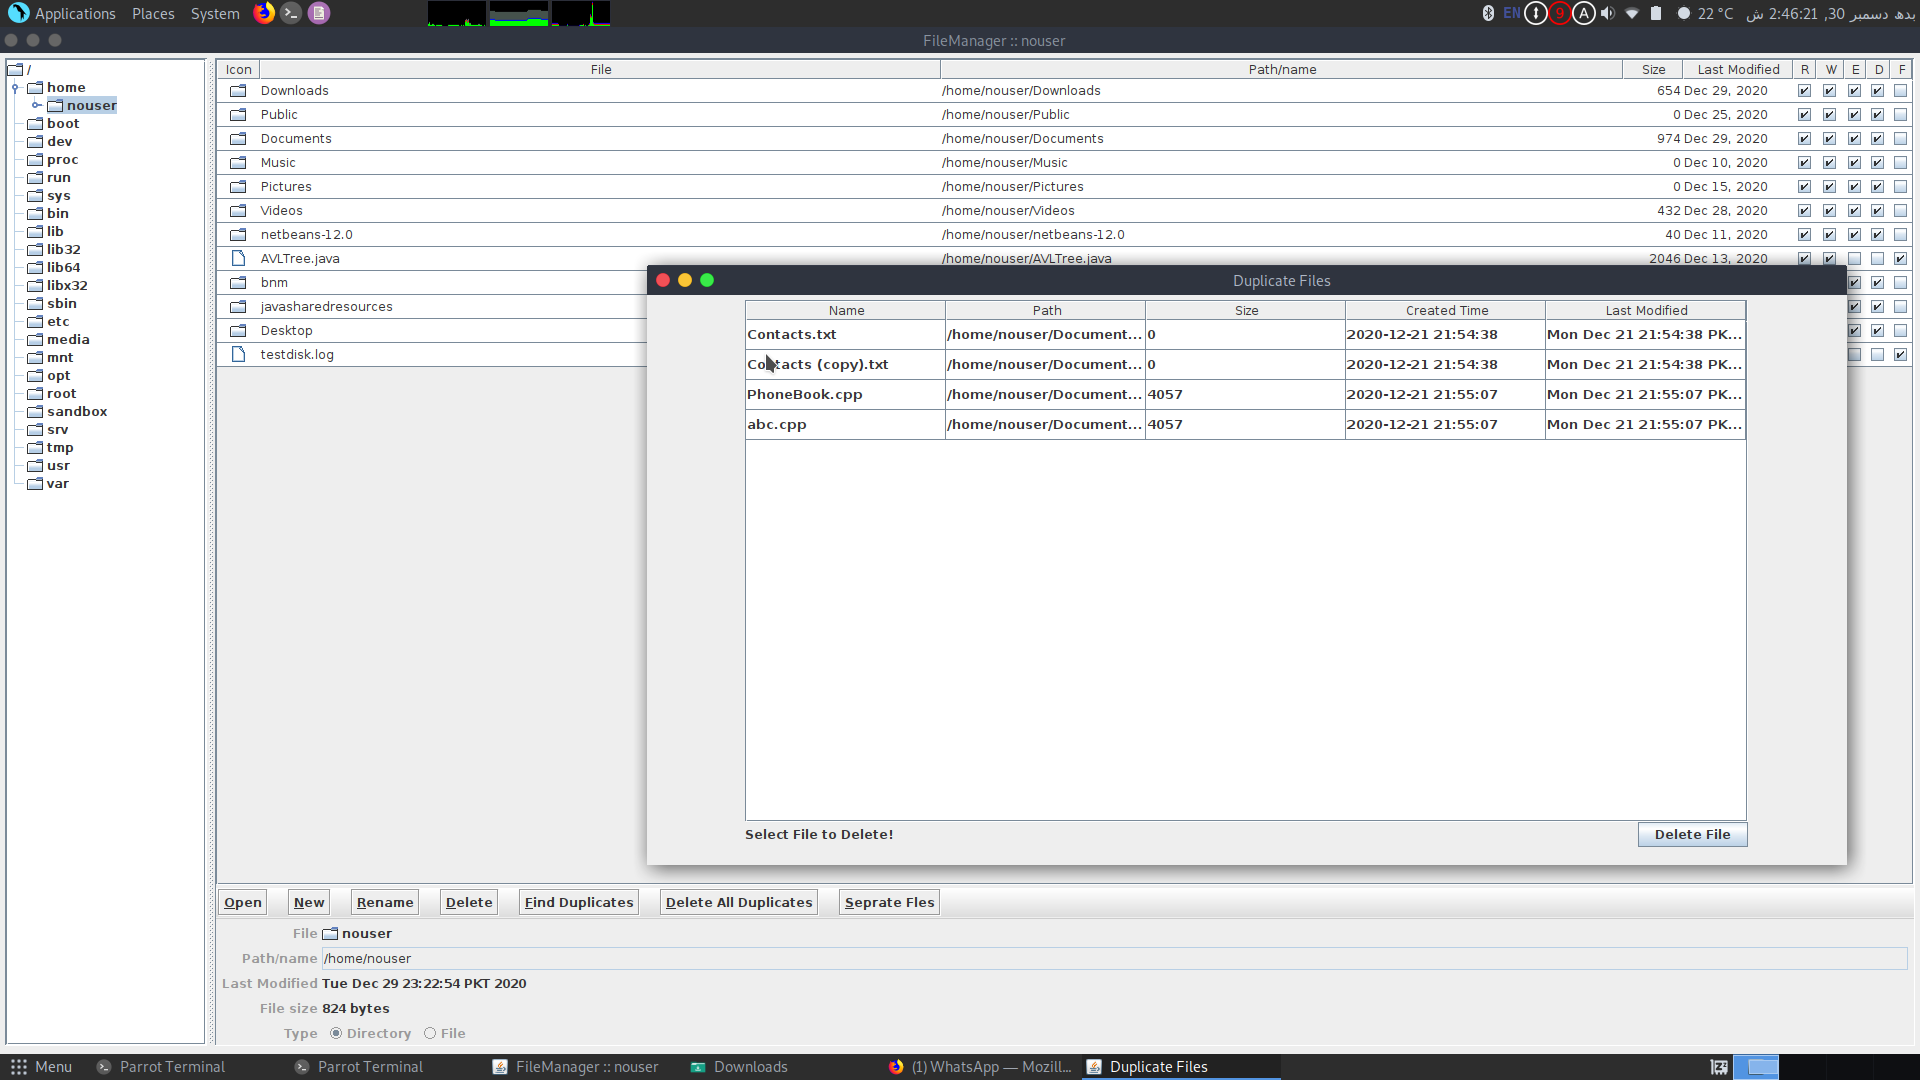 Applications Places System EN 9 A 22 °C بدھ دسمبر 30, 2:46:21 ش
FileManager :: nouser
/
home
nouser
boot
dev
proc
run
sys
bin
lib
lib32
lib64
libx32
sbin
etc
media
mnt
opt
root
sandbox
srv
tmp
usr
var
Icon File Path/name Size Last Modified R W E D F
Downloads /home/nouser/Downloads 654 Dec 29, 2020
Public /home/nouser/Public 0 Dec 25, 2020
Documents /home/nouser/Documents 974 Dec 29, 2020
Music /home/nouser/Music 0 Dec 10, 2020
Pictures /home/nouser/Pictures 0 Dec 15, 2020
Videos /home/nouser/Videos 432 Dec 28, 2020
netbeans-12.0 /home/nouser/netbeans-12.0 40 Dec 11, 2020
AVLTree.java /home/nouser/AVLTree.java 2046 Dec 13, 2020
bnm
javasharedresources
Desktop
testdisk.log
Duplicate Files
Name Path Size Created Time Last Modified
Contacts.txt /home/nouser/Document... 0 2020-12-21 21:54:38 Mon Dec 21 21:54:38 PK...
Contacts (copy).txt /home/nouser/Document... 0 2020-12-21 21:54:38 Mon Dec 21 21:54:38 PK...
PhoneBook.cpp /home/nouser/Document... 4057 2020-12-21 21:55:07 Mon Dec 21 21:55:07 PK...
abc.cpp /home/nouser/Document... 4057 2020-12-21 21:55:07 Mon Dec 21 21:55:07 PK...
Select File to Delete! Delete File
Open New Rename Delete Find Duplicates Delete All Duplicates Seprate Fles
File nouser
Path/name /home/nouser
Last Modified Tue Dec 29 23:22:54 PKT 2020
File size 824 bytes
Type Directory File
Menu Parrot Terminal Parrot Terminal FileManager :: nouser Downloads (1) WhatsApp — Mozill... Duplicate Files